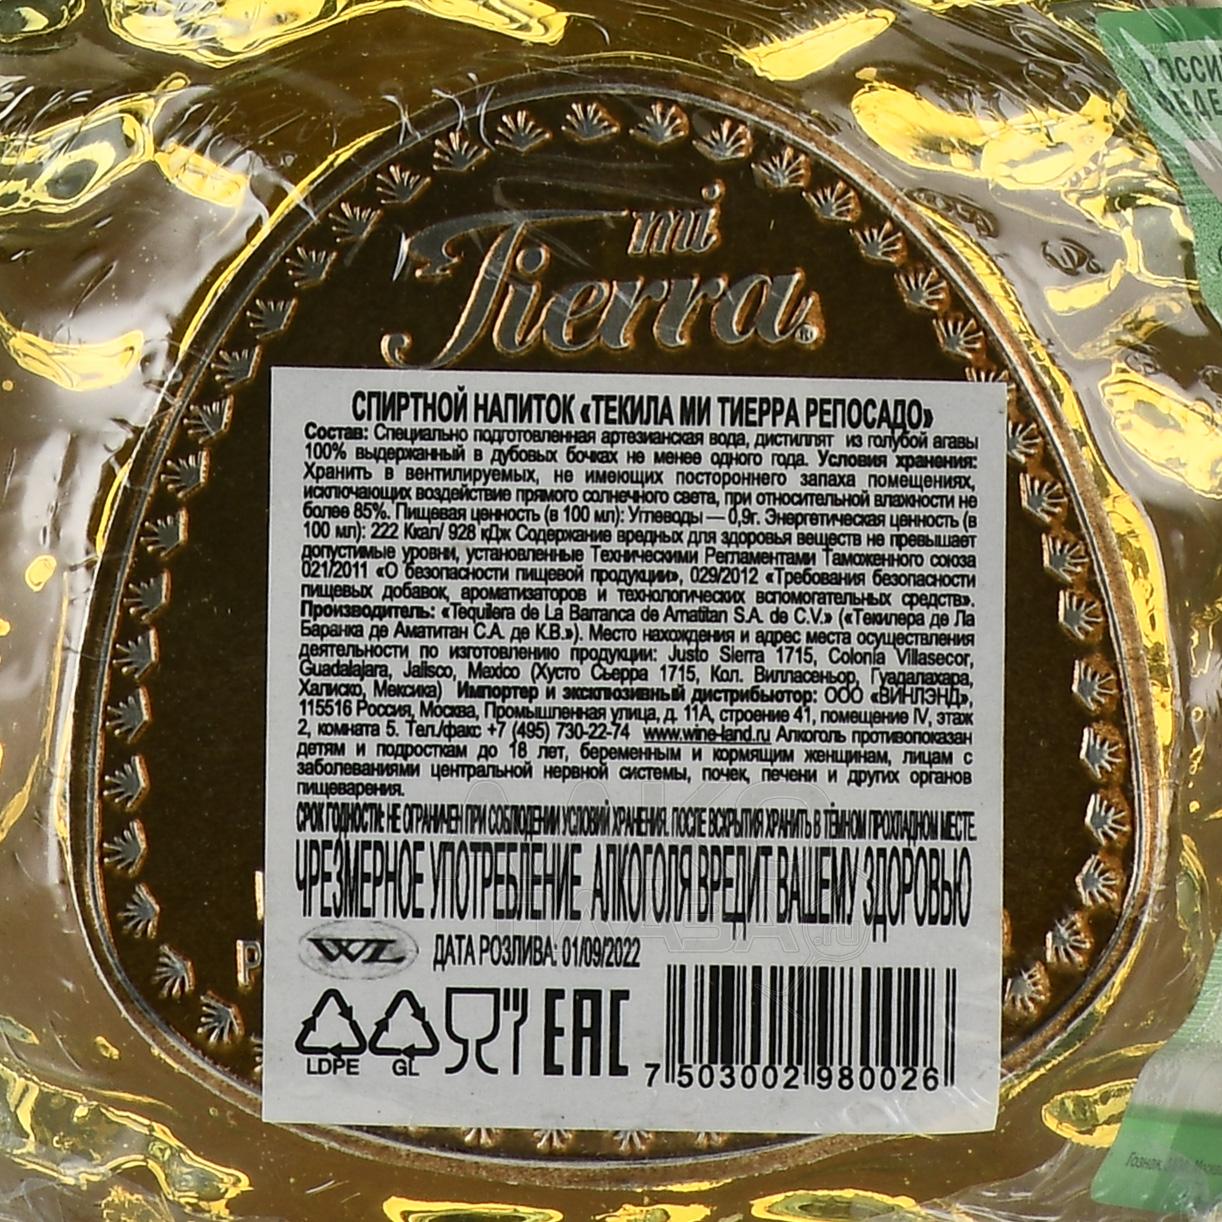 РОССИ
ФЕДЕ
mi
Tierra®
СПИРТНОЙ НАПИТОК «ТЕКИЛА МИ ТИЕРРА РЕПОСАДО»
Состав: Специально подготовленная артезианская вода, дистиллят из голубой агавы
100% выдержанный в дубовых бочках не менее одного года. Условия хранения:
Хранить в вентилируемых, не имеющих постороннего запаха помещениях,
исключающих воздействие прямого солнечного света, при относительной влажности не
более 85%. Пищевая ценность (в 100 мл): Углеводы — 0,9г. Энергетическая ценность (в
100 мл): 222 Ккал/ 928 кДж Содержание вредных для здоровья веществ не превышает
допустимые уровни, установленные Техническими Регламентами Таможенного союза
021/2011 «О безопасности пищевой продукции», 029/2012 «Требования безопасности
пищевых добавок, ароматизаторов и технологических вспомогательных средств».
Производитель: «Tequilera de La Barranca de Amatitan S.A. de C.V.» («Текилера де Ла
Баранка де Аматитан С.А. де К.В.»). Место нахождения и адрес места осуществления
деятельности по изготовлению продукции: Justo Sierra 1715, Colonia Villasecor,
Guadalajara, Jalisco, Mexico (Хусто Сьерра 1715, Кол. Вилласеньор, Гуадалахара,
Халиско, Мексика) Импортер и эксклюзивный дистрибьютор: ООО «ВИНЛЭНД»,
115516 Россия, Москва, Промышленная улица, д. 11А, строение 41, помещение IV, этаж
2, комната 5. Тел./факс +7 (495) 730-22-74 www.wine-land.ru Алкоголь противопоказан
детям и подросткам до 18 лет, беременным и кормящим женщинам, лицам с
заболеваниями центральной нервной системы, почек, печени и других органов
пищеварения.
СРОК ГОДНОСТИ: НЕ ОГРАНИЧЕН ПРИ СОБЛЮДЕНИИ УСЛОВИЙ ХРАНЕНИЯ. ПОСЛЕ ВСКРЫТИЯ ХРАНИТЬ В ТЁМНОМ ПРОХЛАДНОМ МЕСТЕ.
ЧРЕЗМЕРНОЕ УПОТРЕБЛЕНИЕ АЛКОГОЛЯ ВРЕДИТ ВАШЕМУ ЗДОРОВЬЮ
WL ДАТА РОЗЛИВА: 01/09/2022
LDPE GL EAC
7 503002 980026